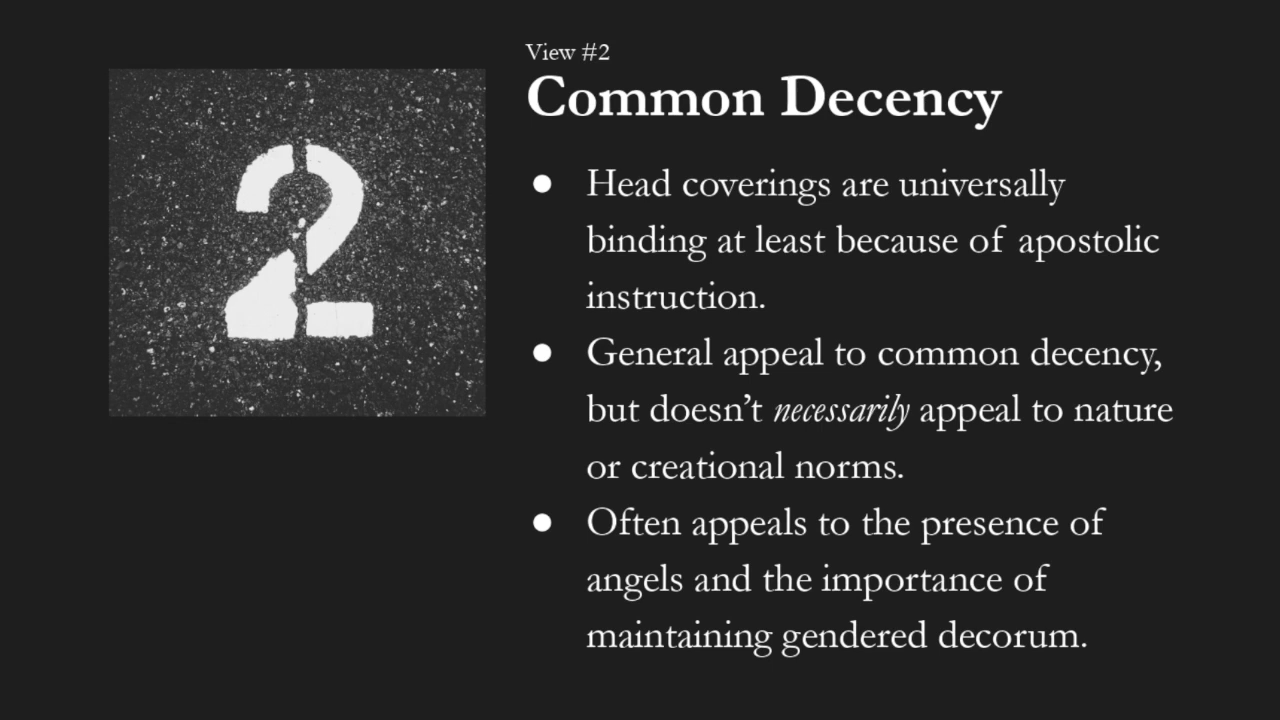 View #2
Common Decency
2
● Head coverings are universally
binding at least because of apostolic
instruction.
● General appeal to common decency,
but doesn’t necessarily appeal to nature
or creational norms.
● Often appeals to the presence of
angels and the importance of
maintaining gendered decorum.